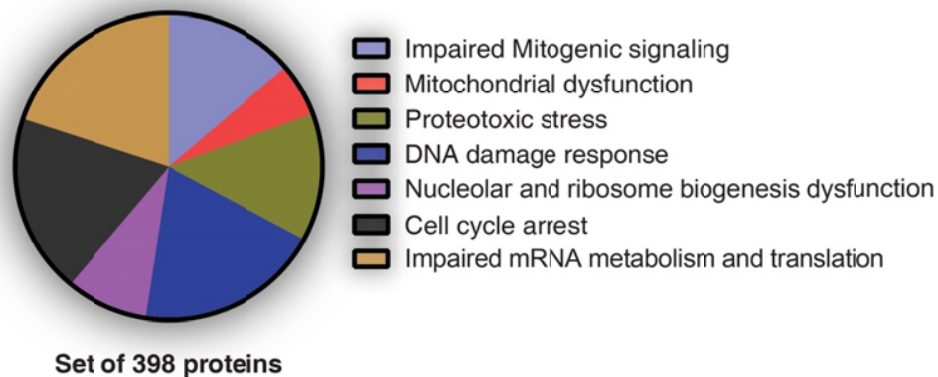 Impaired Mitogenic signaling
Mitochondrial dysfunction
Proteotoxic stress
DNA damage response
Nucleolar and ribosome biogenesis dysfunction
Cell cycle arrest
Impaired mRNA metabolism and translation
Set of 398 proteins